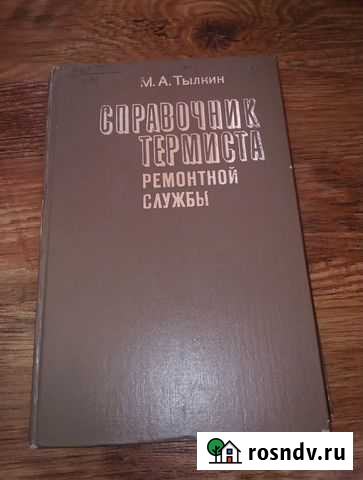 М.А.Тылкин
СПРАВОЧНИК
ТЕРМИСТА
РЕМОНТНОЙ
СЛУЖБЫ
rosndv.ru